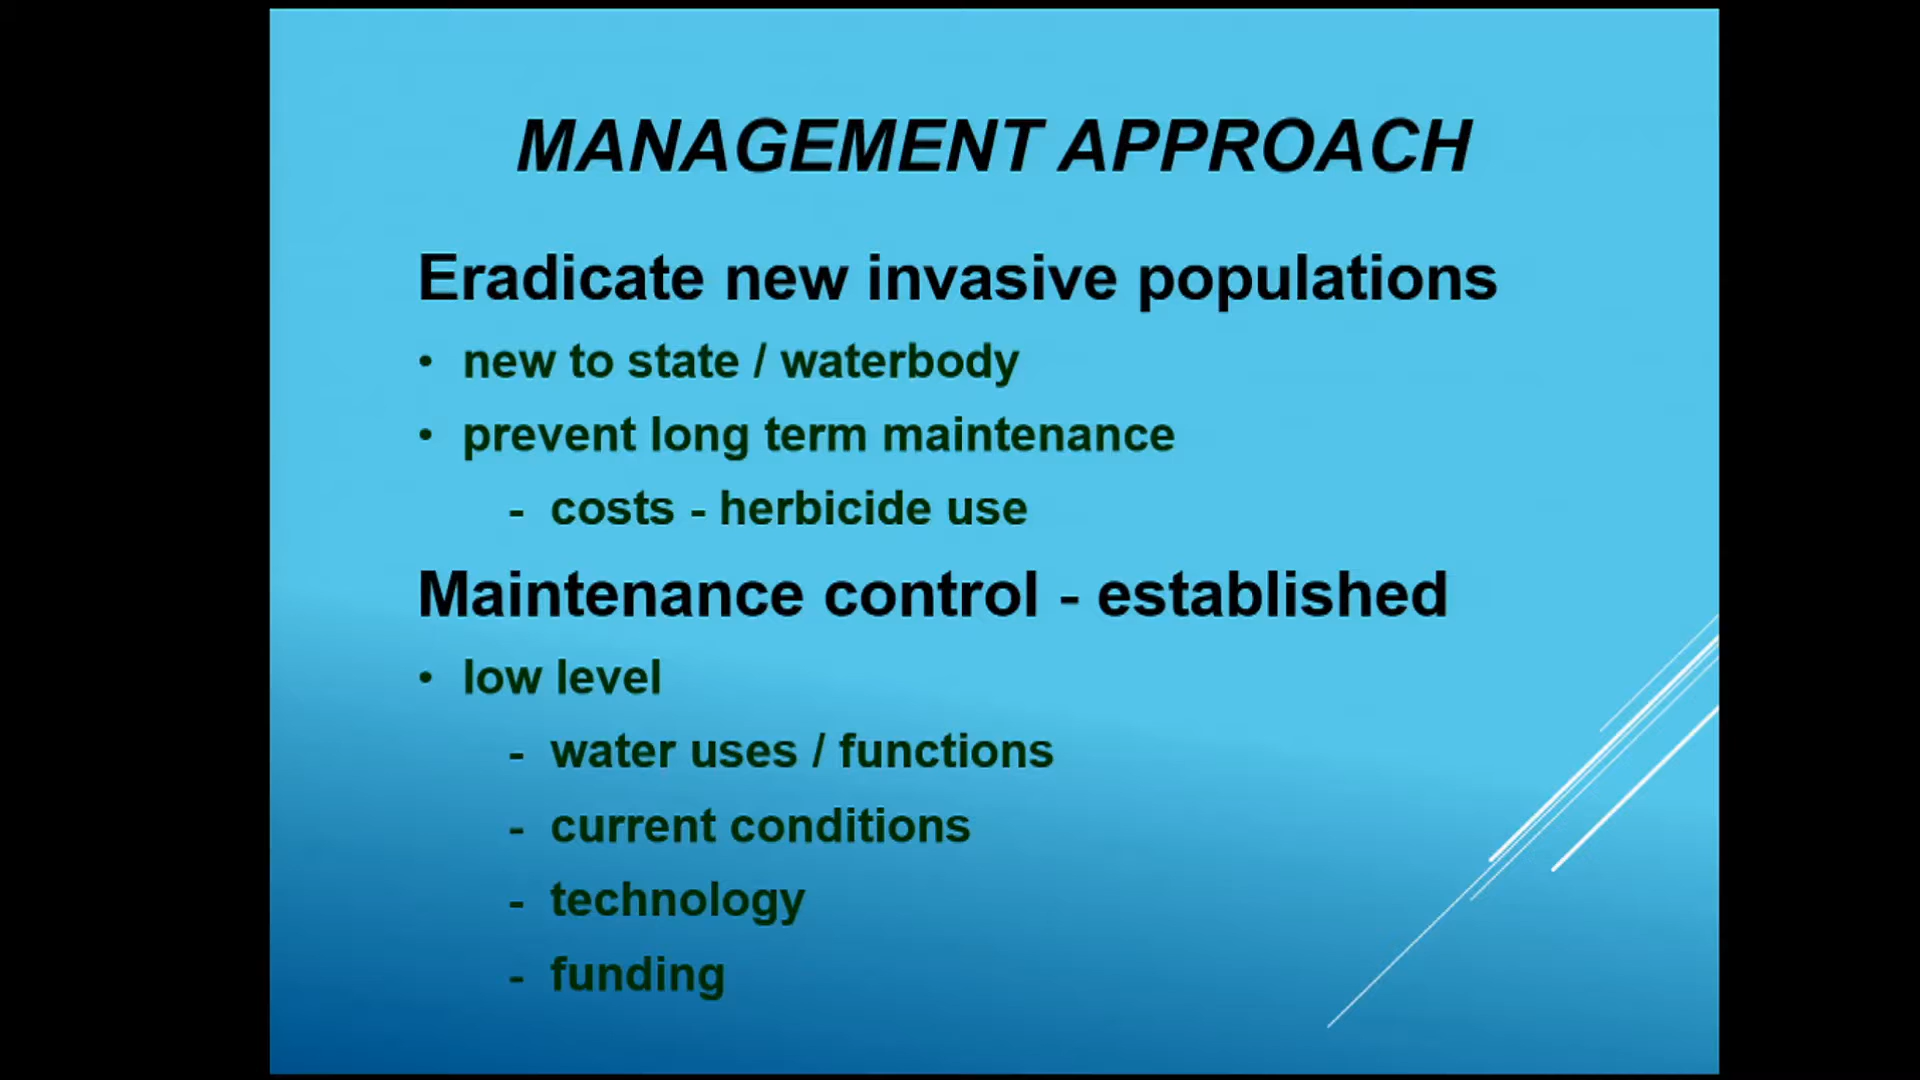 MANAGEMENT APPROACH
Eradicate new invasive populations
• new to state / waterbody
• prevent long term maintenance
- costs - herbicide use
Maintenance control - established
• low level
- water uses / functions
- current conditions
- technology
- funding